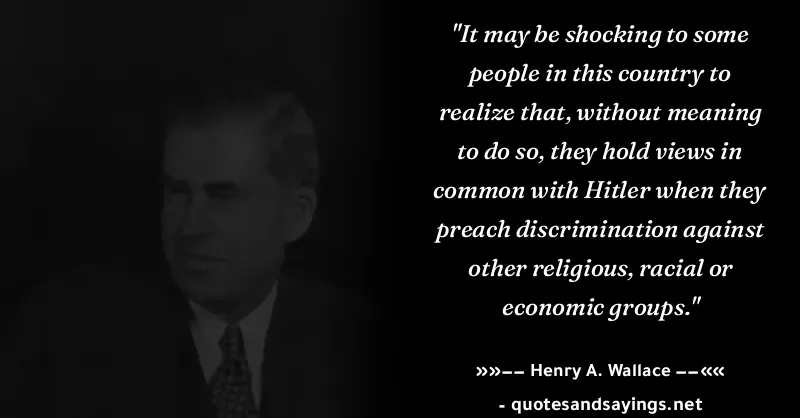 "It may be shocking to some
people in this country to
realize that, without meaning
to do so, they hold views in
common with Hitler when they
preach discrimination against
other religious, racial or
economic groups."
»»–– Henry A. Wallace ––««
- quotesandsayings.net